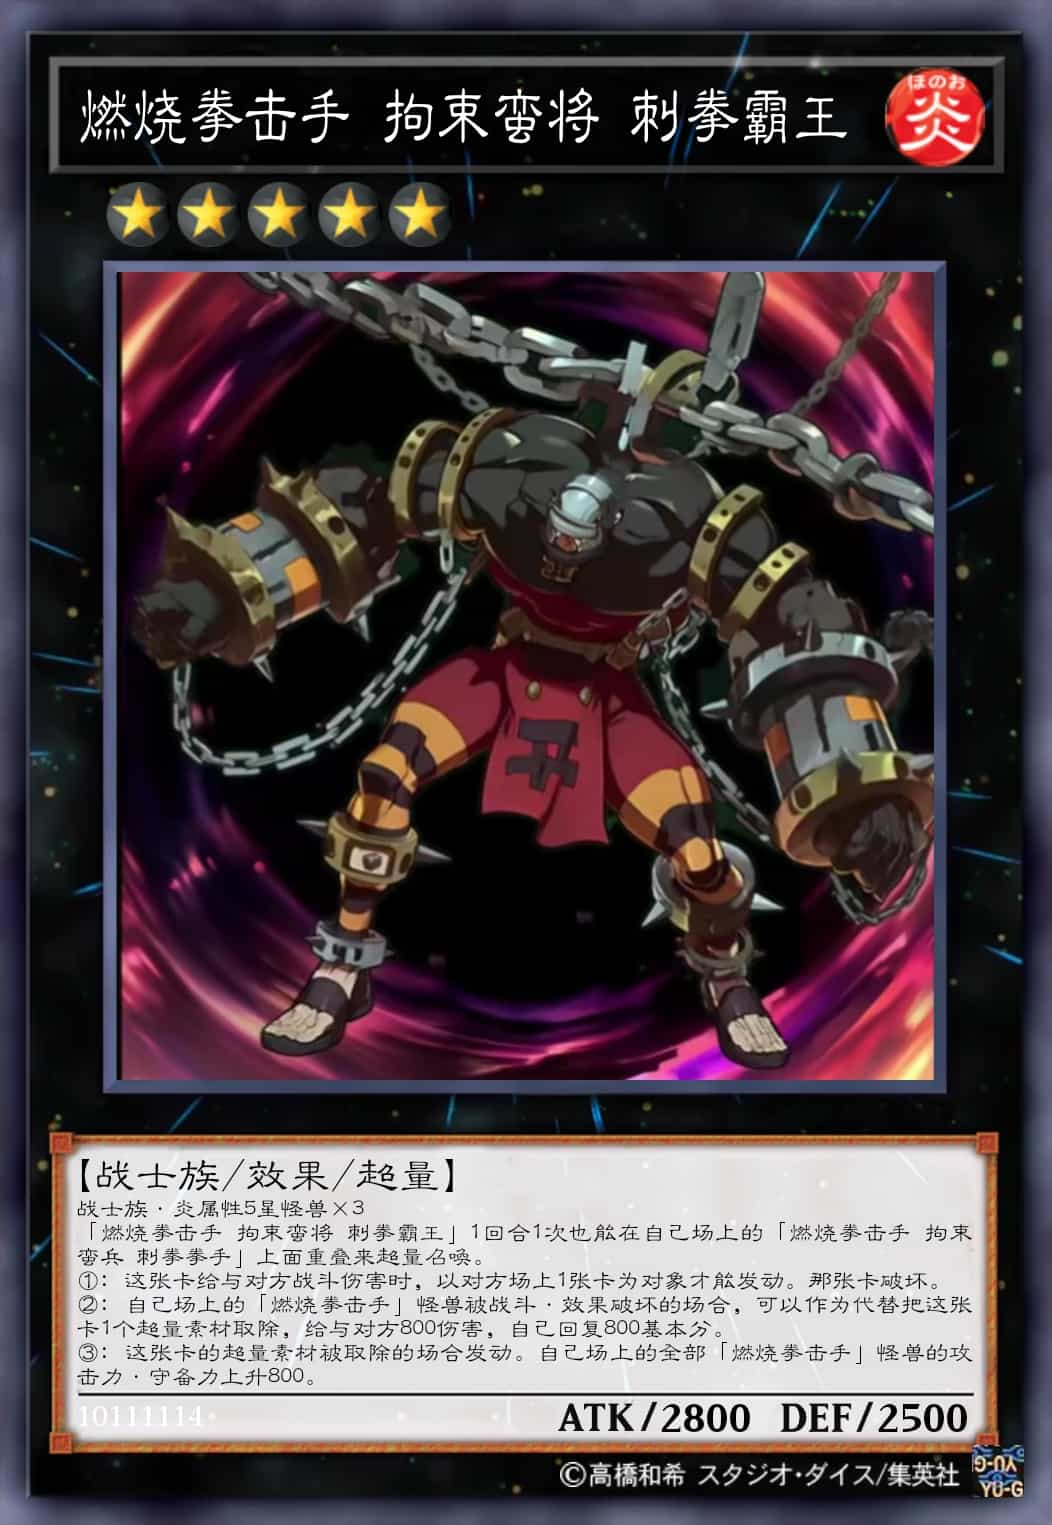 燃烧拳击手 拘束蛮将 刺拳霸王
ほのお
炎
【战士族/效果/超量】
战士族·炎属性5星怪兽×3
「燃烧拳击手 拘束蛮将 刺拳霸王」1回合1次也能在自己场上的「燃烧拳击手 拘束
蛮兵 刺拳拳手」上面重叠来超量召唤。
①：这张卡给与对方战斗伤害时，以对方场上1张卡为对象才能发动。那张卡破坏。
②：自己场上的「燃烧拳击手」怪兽被战斗·效果破坏的场合，可以作为代替把这张
卡1个超量素材取除，给与对方800伤害，自己回复800基本分。
③：这张卡的超量素材被取除的场合发动。自己场上的全部「燃烧拳击手」怪兽的攻
击力·守备力上升800。
10111114
ATK/2800 DEF/2500
©高橋和希 スタジオ·ダイス/集英社
YU-G